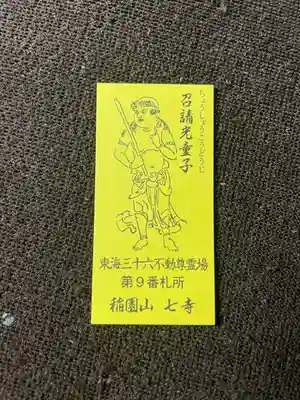 召請光童子
ちょうしょうこうどうじ
東海三十六不動尊霊場
第9番札所
稲園山 七寺